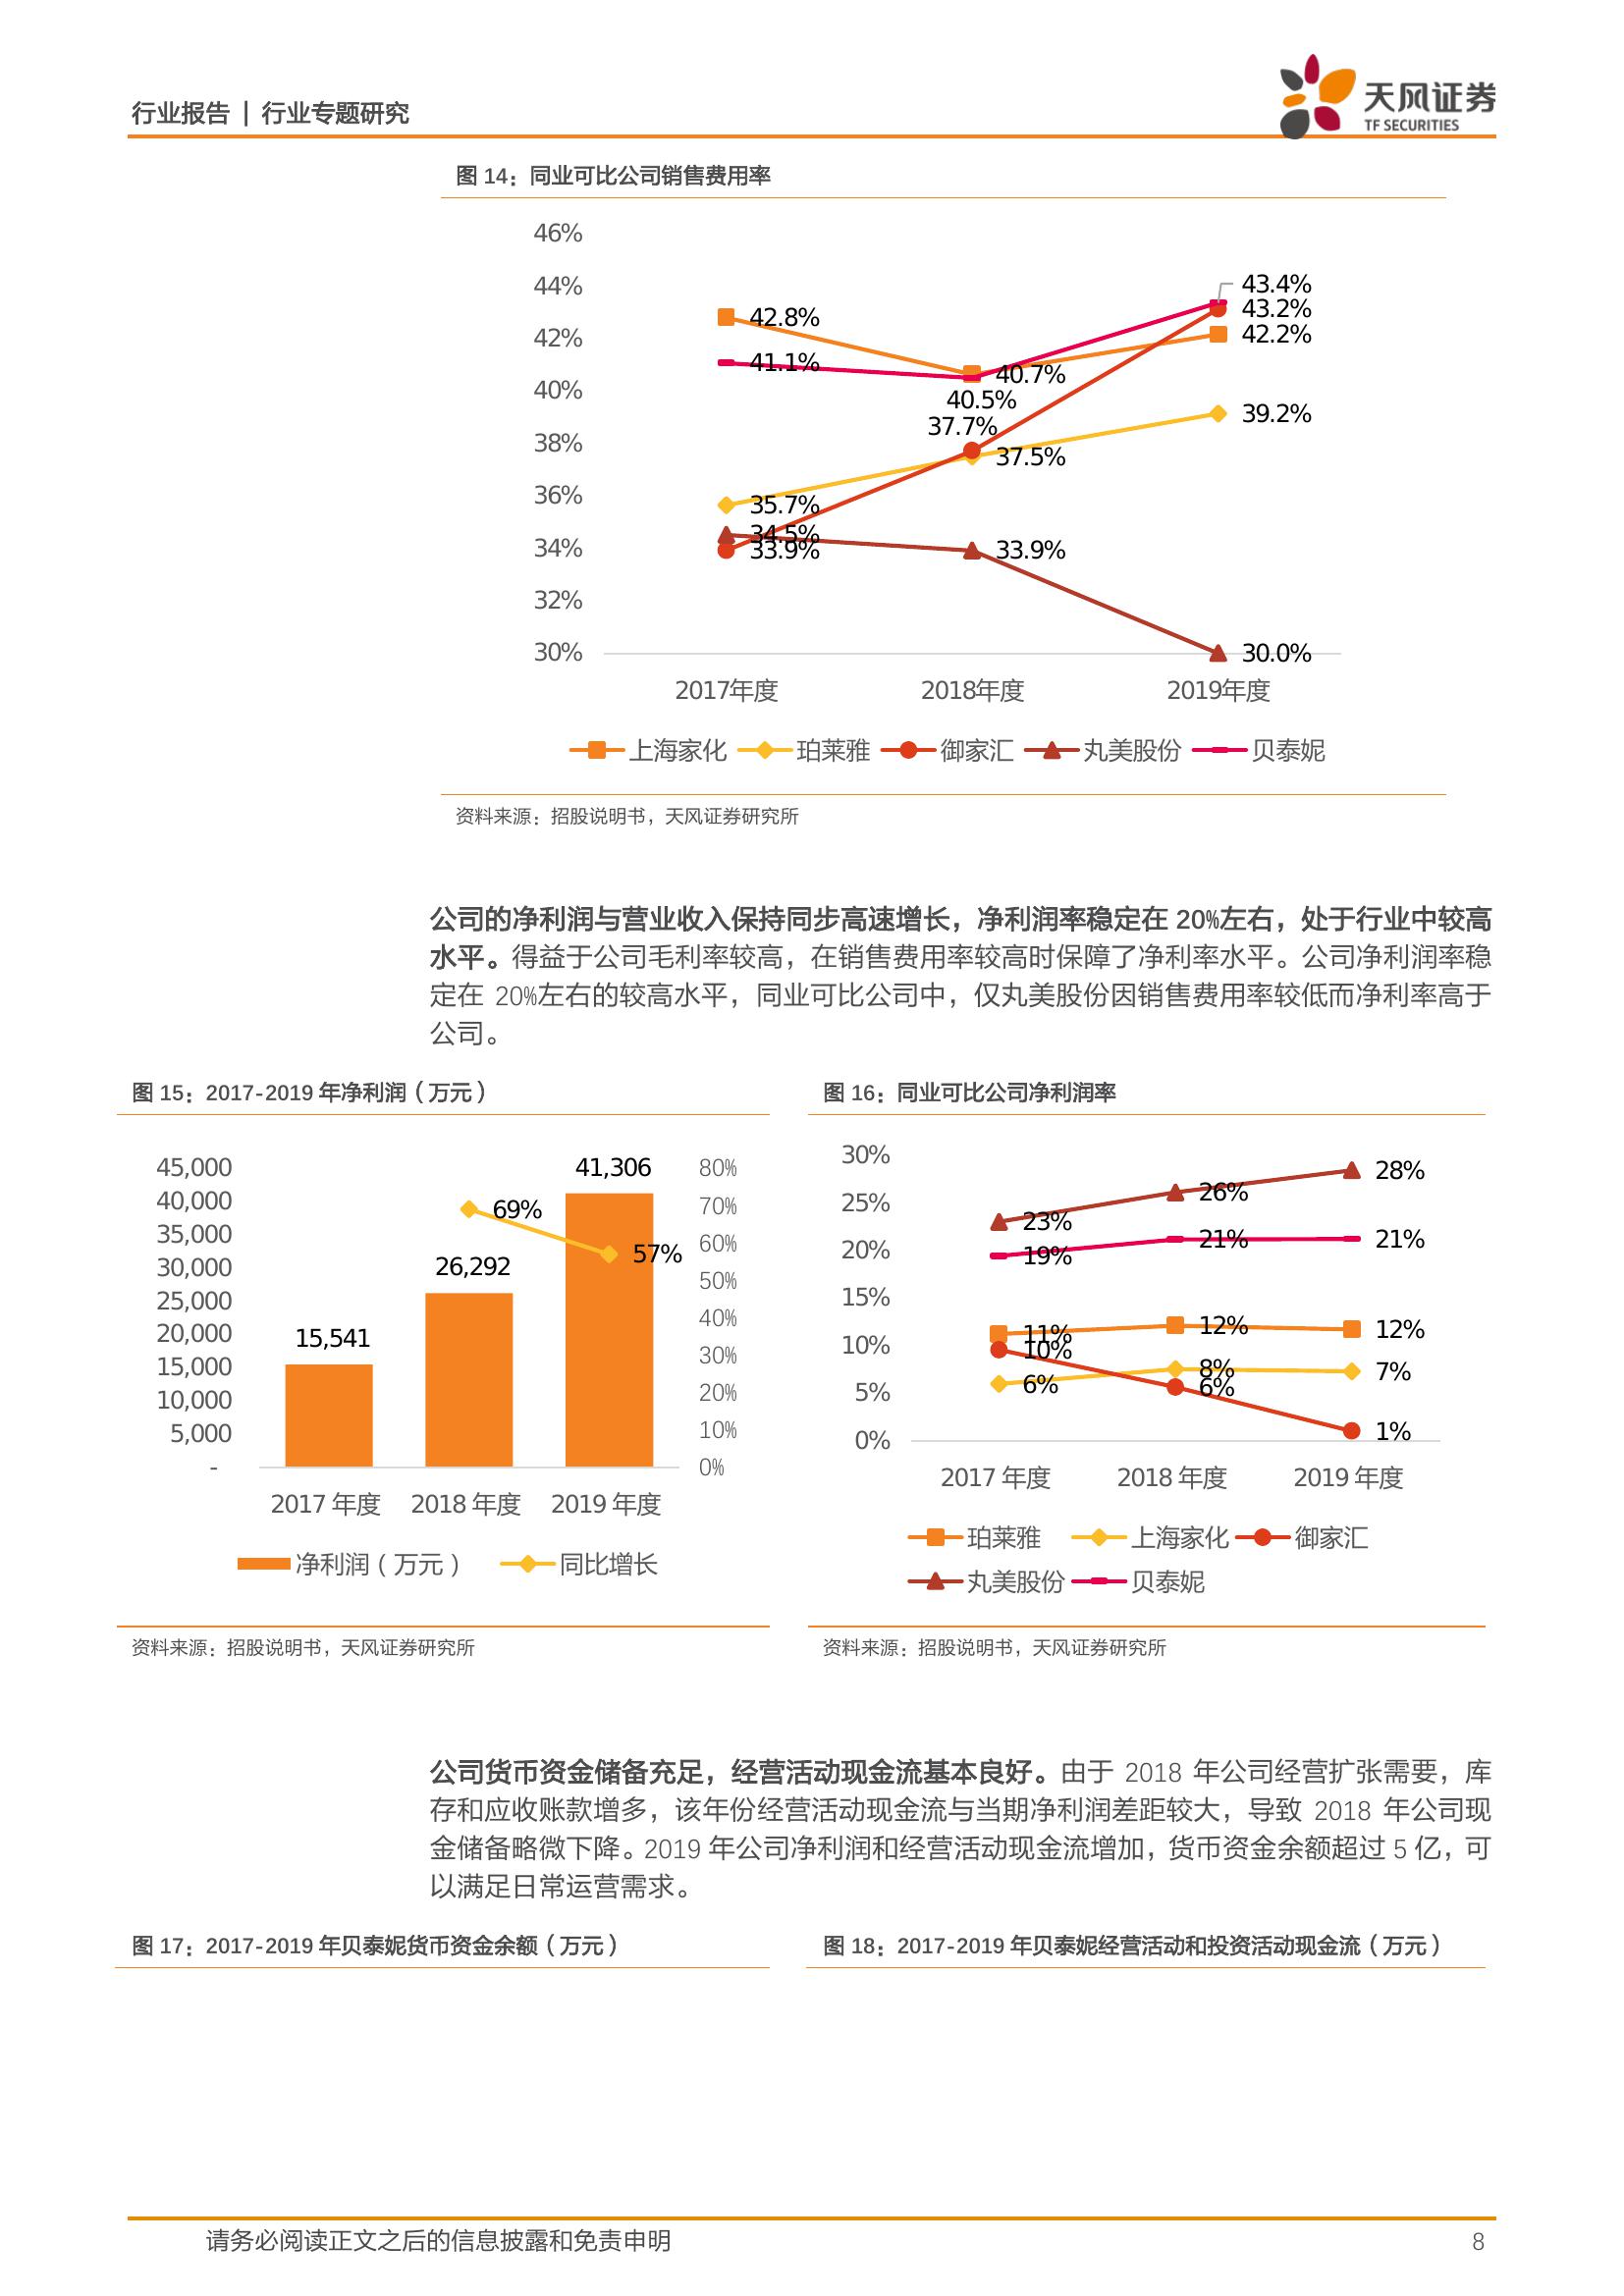 行业报告 | 行业专题研究
天风证券
TF SECURITIES
图 14：同业可比公司销售费用率
46%
44%
42%
40%
38%
36%
34%
32%
30%
42.8%
41.1%
35.7%
34.5%
33.9%
40.7%
40.5%
37.7%
37.5%
33.9%
43.4%
43.2%
42.2%
39.2%
30.0%
2017年度 2018年度 2019年度
上海家化 珀莱雅 御家汇 丸美股份 贝泰妮
资料来源：招股说明书，天风证券研究所
公司的净利润与营业收入保持同步高速增长，净利润率稳定在 20%左右，处于行业中较高
水平。得益于公司毛利率较高，在销售费用率较高时保障了净利率水平。公司净利润率稳
定在 20%左右的较高水平，同业可比公司中，仅丸美股份因销售费用率较低而净利率高于
公司。
图 15：2017-2019 年净利润（万元）
45,000
40,000
35,000
30,000
25,000
20,000
15,000
10,000
5,000
-
15,541
26,292
41,306
69%
57%
80%
70%
60%
50%
40%
30%
20%
10%
0%
2017 年度 2018 年度 2019 年度
净利润（万元） 同比增长
资料来源：招股说明书，天风证券研究所
图 16：同业可比公司净利润率
30%
25%
20%
15%
10%
5%
0%
23%
19%
11%
10%
6%
26%
21%
12%
8%
6%
28%
21%
12%
7%
1%
2017 年度 2018 年度 2019 年度
珀莱雅 上海家化 御家汇
丸美股份 贝泰妮
资料来源：招股说明书，天风证券研究所
公司货币资金储备充足，经营活动现金流基本良好。由于 2018 年公司经营扩张需要，库
存和应收账款增多，该年份经营活动现金流与当期净利润差距较大，导致 2018 年公司现
金储备略微下降。2019 年公司净利润和经营活动现金流增加，货币资金余额超过 5 亿，可
以满足日常运营需求。
图 17：2017-2019 年贝泰妮货币资金余额（万元）
图 18：2017-2019 年贝泰妮经营活动和投资活动现金流（万元）
请务必阅读正文之后的信息披露和免责申明
8